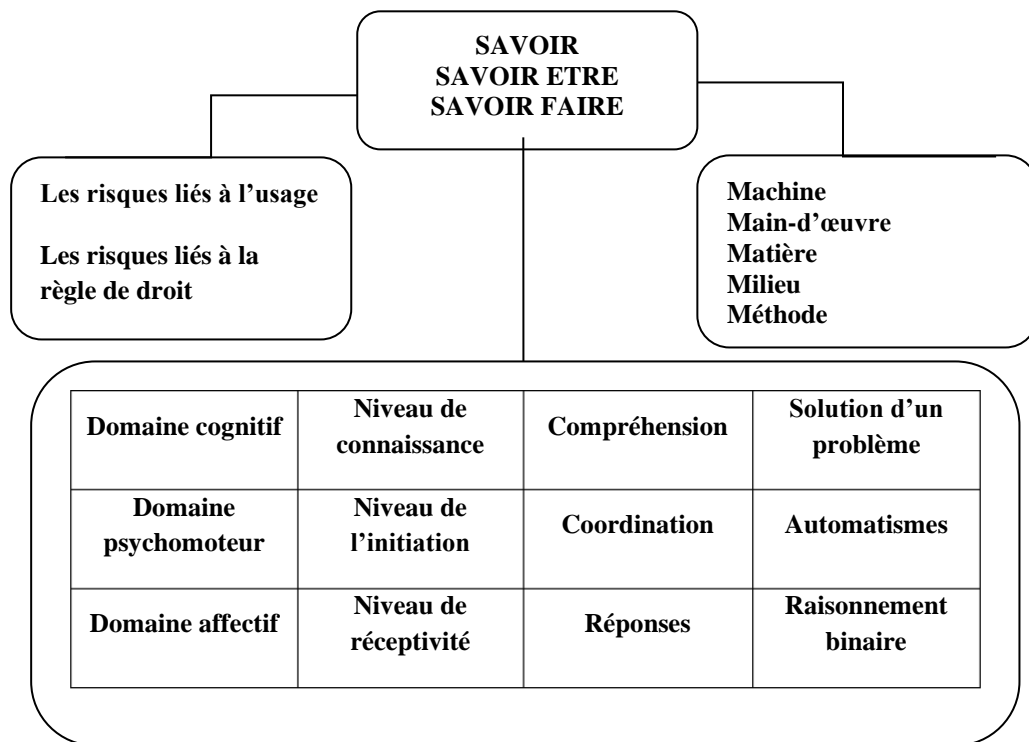 SAVOIR
SAVOIR ETRE
SAVOIR FAIRE
Les risques liés à l’usage
Les risques liés à la
règle de droit
Machine
Main-d’œuvre
Matière
Milieu
Méthode
Domaine cognitif
Niveau de
connaissance
Compréhension
Solution d’un
problème
Domaine
psychomoteur
Niveau de
l’initiation
Coordination
Automatismes
Domaine affectif
Niveau de
réceptivité
Réponses
Raisonnement
binaire